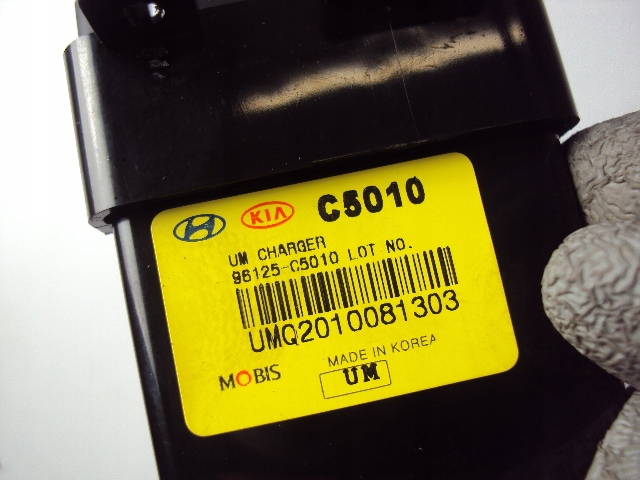 KIA C5010
UM CHARGER
96125-C5010 LOT NO.
UMQ2010081303
MOBIS MADE IN KOREA
UM